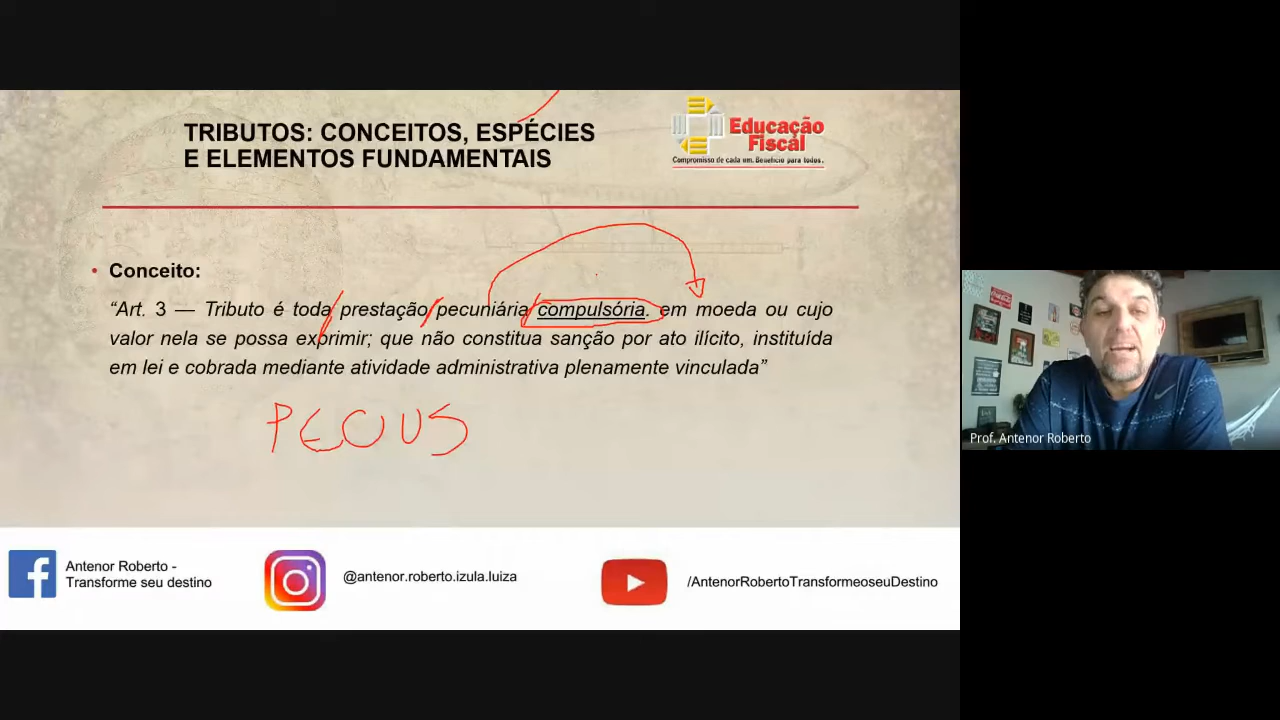 TRIBUTOS: CONCEITOS, ESPÉCIES
E ELEMENTOS FUNDAMENTAIS
Educação
Fiscal
Compromisso de cada um. Benefício para todos.
• Conceito:
“Art. 3 — Tributo é toda prestação pecuniária compulsória. em moeda ou cujo
valor nela se possa exprimir; que não constitua sanção por ato ilícito, instituída
em lei e cobrada mediante atividade administrativa plenamente vinculada”
PECUS
Prof. Antenor Roberto
Antenor Roberto -
Transforme seu destino
@antenor.roberto.izula.luiza
/AntenorRobertoTransformeoseuDestino